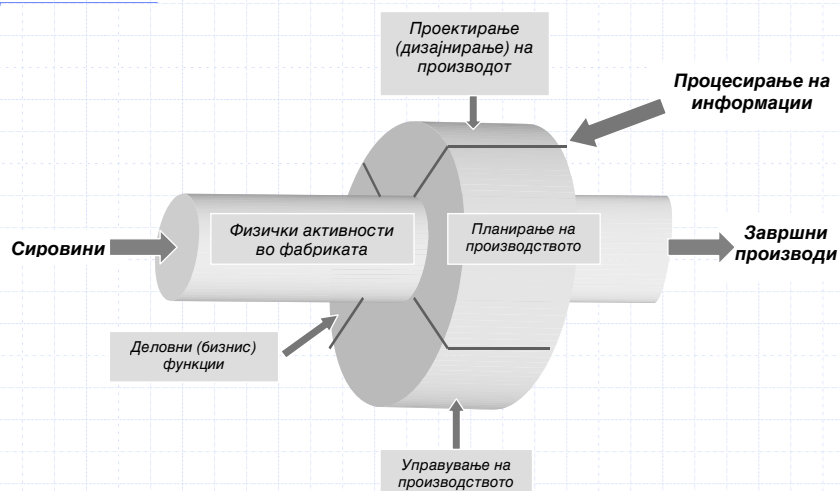 Проектирање
(дизајнирање) на
производот
Процесирање на
информации
Физички активности
во фабриката
Планирање на
производството
Сировини
Завршни
производи
Деловни (бизнис)
функции
Управување на
производството